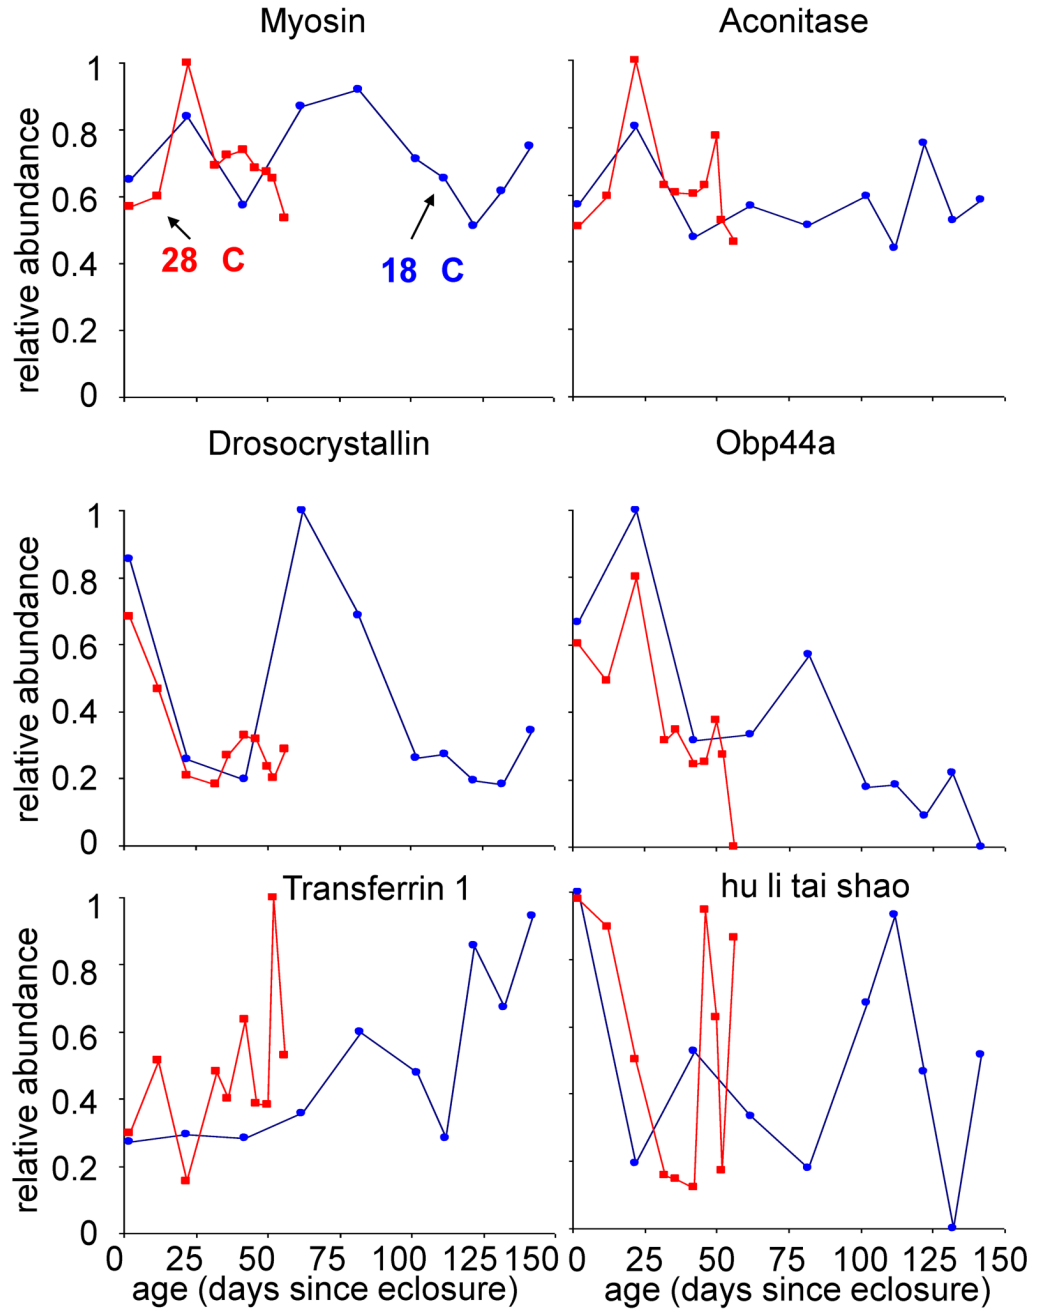 Myosin
Aconitase
relative abundance
1
0.8
0.6
0.4
0.2
0
28 C
18 C
Drosocrystallin
Obp44a
relative abundance
1
0.8
0.6
0.4
0.2
0
Transferrin 1
hu li tai shao
relative abundance
1
0.8
0.6
0.4
0.2
0
0 25 50 75 100 125 150
0 25 50 75 100 125 150
age (days since eclosure)
age (days since eclosure)